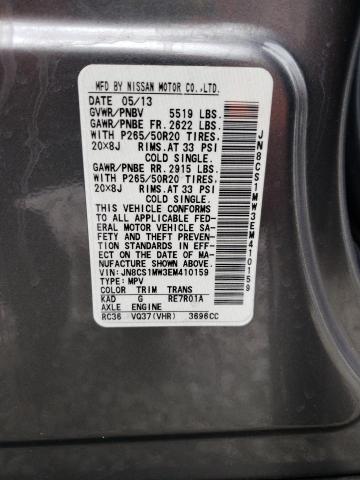 MFD BY NISSAN MOTOR CO.,LTD.
DATE 05/13
GVWR/PNBV 5519 LBS.
GAWR/PNBE FR. 2622 LBS.
WITH P265/50R20 TIRES,
20×8J RIMS.AT 33 PSI
COLD SINGLE.
GAWR/PNBE RR. 2915 LBS.
WITH P265/50R20 TIRES,
20×8J RIMS.AT 33 PSI
COLD SINGLE.
THIS VEHICLE CONFORMS
TO ALL APPLICABLE FED-
ERAL MOTOR VEHICLE SA-
FETY AND THEFT PREVEN-
TION STANDARDS IN EFF-
ECT ON THE DATE OF MA-
NUFACTURE SHOWN ABOVE.
VIN: JN8CS1MW3EM410159
TYPE: MPV
COLOR TRIM TRANS
KAD G RE7R01A
AXLE ENGINE
RC36 VQ37(VHR) 3696CC
JN8CS1MW3EM410159